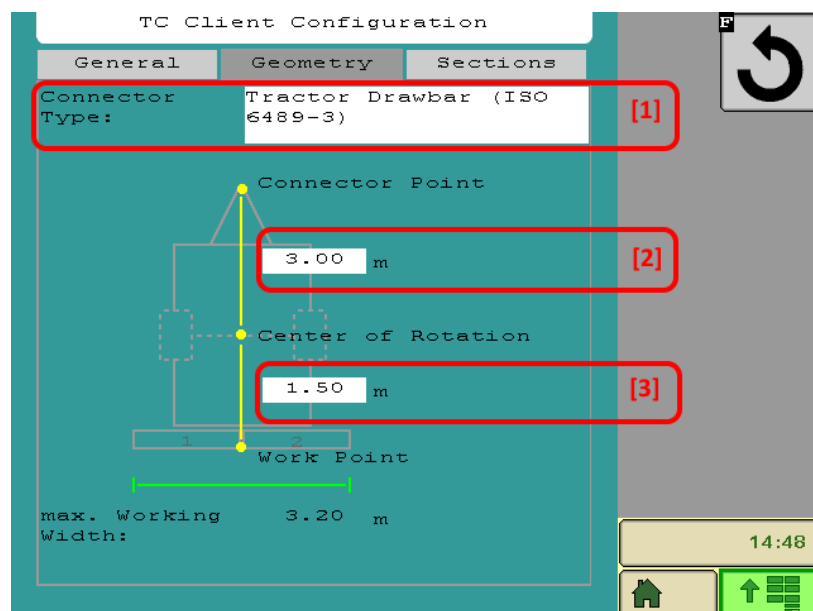 TC Client Configuration
F
General Geometry Sections
Connector Type: Tractor Drawbar (ISO 6489-3) [1]
Connector Point
3.00 m [2]
Center of Rotation
1.50 m [3]
1 2
Work Point
max. Working Width: 3.20 m
14:48